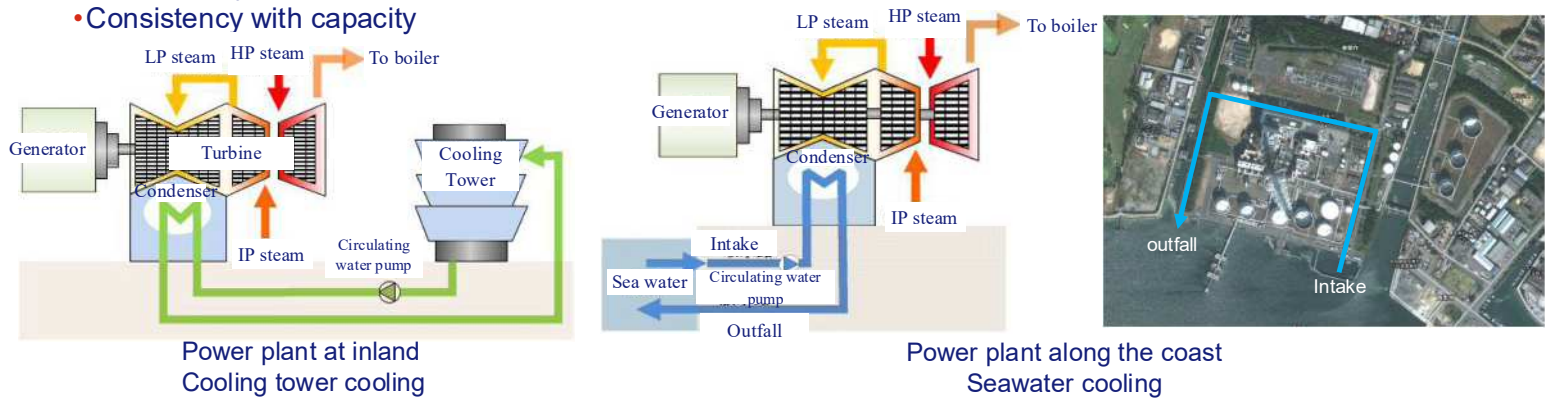 •Consistency with capacity
LP steam
HP steam
To boiler
Generator
Turbine
Cooling
Tower
Condenser
IP steam
Circulating
water pump
Power plant at inland
Cooling tower cooling
LP steam
HP steam
To boiler
Generator
Condenser
IP steam
Intake
Sea water
Circulating water
pump
Outfall
Power plant along the coast
Seawater cooling
outfall
Intake